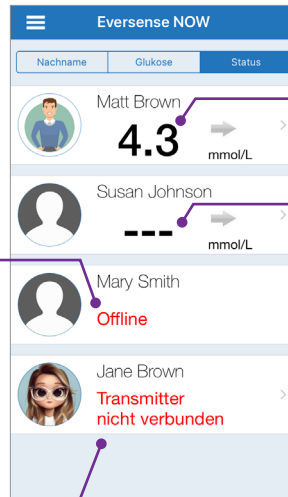 Eversense NOW
Nachname Glukose Status
Matt Brown
4.3
mmol/L
Susan Johnson
---
mmol/L
Mary Smith
Offline
Jane Brown
Transmitter
nicht verbunden